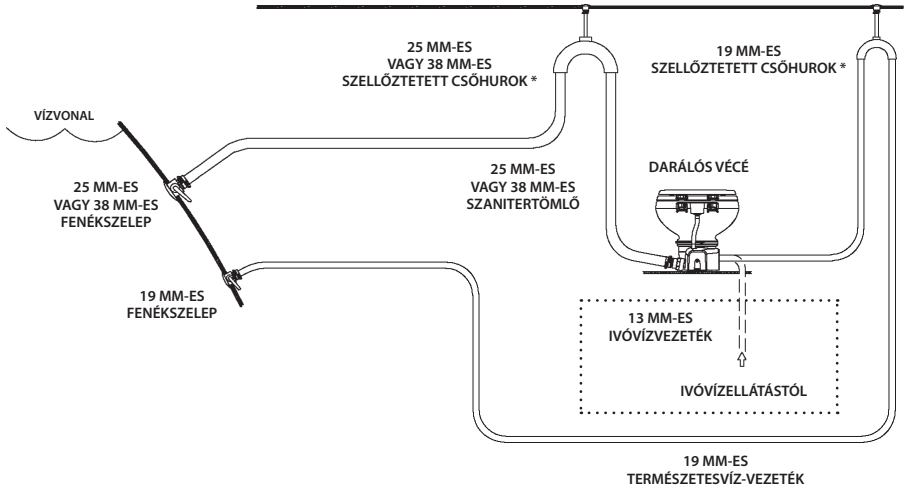 25 MM-ES
VAGY 38 MM-ES
SZELLŐZTETETT CSŐHUROK *
19 MM-ES
SZELLŐZTETETT CSŐHUROK *
VÍZVONAL
25 MM-ES
VAGY 38 MM-ES
FENÉKSZELEP
25 MM-ES
VAGY 38 MM-ES
SZANITERTÖMLŐ
DARÁLÓS VÉCÉ
19 MM-ES
FENÉKSZELEP
13 MM-ES
IVÓVÍZVEZETÉK
IVÓVÍZELLÁTÁSTÓL
19 MM-ES
TERMÉSZETESVÍZ-VEZETÉK